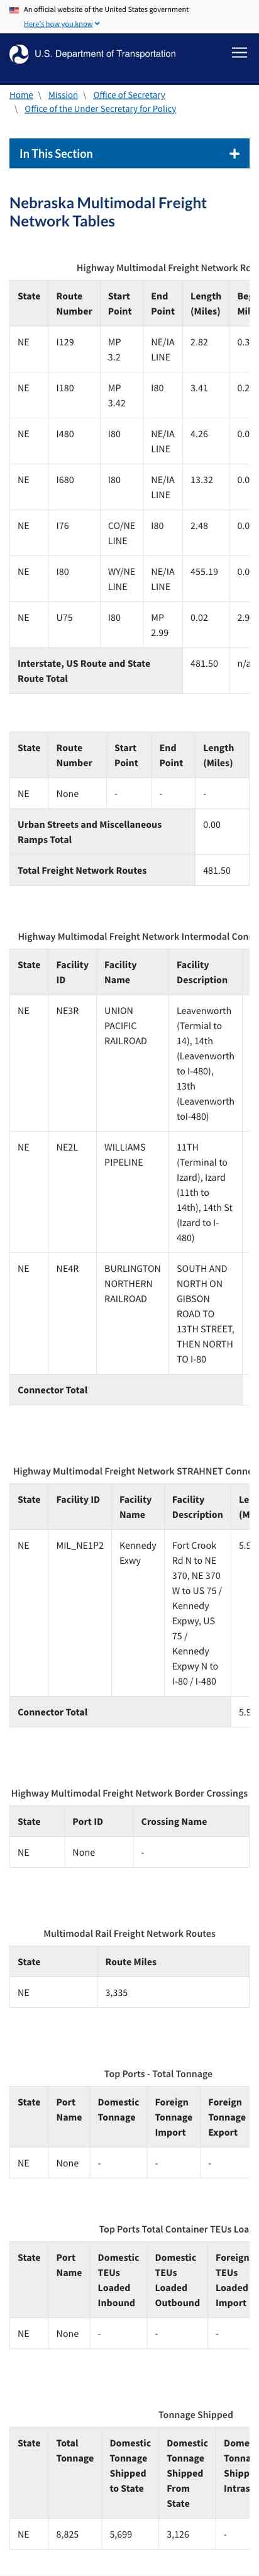 An official website of the United States government
Here's how you know
U.S. Department of Transportation
Home \ Mission \ Office of Secretary
\ Office of the Under Secretary for Policy
In This Section +
Nebraska Multimodal Freight
Network Tables
Highway Multimodal Freight Network Ro
State Route Start End Length Be
Number Point Point (Miles) Mil
NE I129 MP NE/IA 2.82 0.3
3.2 LINE
NE I180 MP I80 3.41 0.2
3.42
NE I480 I80 NE/IA 4.26 0.0
LINE
NE I680 I80 NE/IA 13.32 0.0
LINE
NE I76 CO/NE I80 2.48 0.0
LINE
NE I80 WY/NE NE/IA 455.19 0.0
LINE LINE
NE U75 I80 MP 0.02 2.9
2.99
Interstate, US Route and State 481.50 n/a
Route Total
State Route Start End Length
Number Point Point (Miles)
NE None - - -
Urban Streets and Miscellaneous 0.00
Ramps Total
Total Freight Network Routes 481.50
Highway Multimodal Freight Network Intermodal Con
State Facility Facility Facility
ID Name Description
NE NE3R UNION Leavenworth
PACIFIC (Termial to
RAILROAD 14), 14th
(Leavenworth
to I-480),
13th
(Leavenworth
toI-480)
NE NE2L WILLIAMS 11TH
PIPELINE (Terminal to
Izard), Izard
(11th to
14th), 14th St
(Izard to I-
480)
NE NE4R BURLINGTON SOUTH AND
NORTHERN NORTH ON
RAILROAD GIBSON
ROAD TO
13TH STREET,
THEN NORTH
TO I-80
Connector Total
Highway Multimodal Freight Network STRAHNET Conne
State Facility ID Facility Facility Le
Name Description (M
NE MIL_NE1P2 Kennedy Fort Crook 5.9
Exwy Rd N to NE
370, NE 370
W to US 75 /
Kennedy
Expwy, US
75 /
Kennedy
Expwy N to
I-80 / I-480
Connector Total 5.9
Highway Multimodal Freight Network Border Crossings
State Port ID Crossing Name
NE None -
Multimodal Rail Freight Network Routes
State Route Miles
NE 3,335
Top Ports - Total Tonnage
State Port Domestic Foreign Foreign
Name Tonnage Tonnage Tonnage
Import Export
NE None - - -
Top Ports Total Container TEUs Loa
State Port Domestic Domestic Foreign
Name TEUs TEUs TEUs
Loaded Loaded Loaded
Inbound Outbound Import
NE None - - -
Tonnage Shipped
State Total Domestic Domestic Dome
Tonnage Tonnage Tonnage Tonna
Shipped Shipped Shipp
to State From Intras
State
NE 8,825 5,699 3,126 -